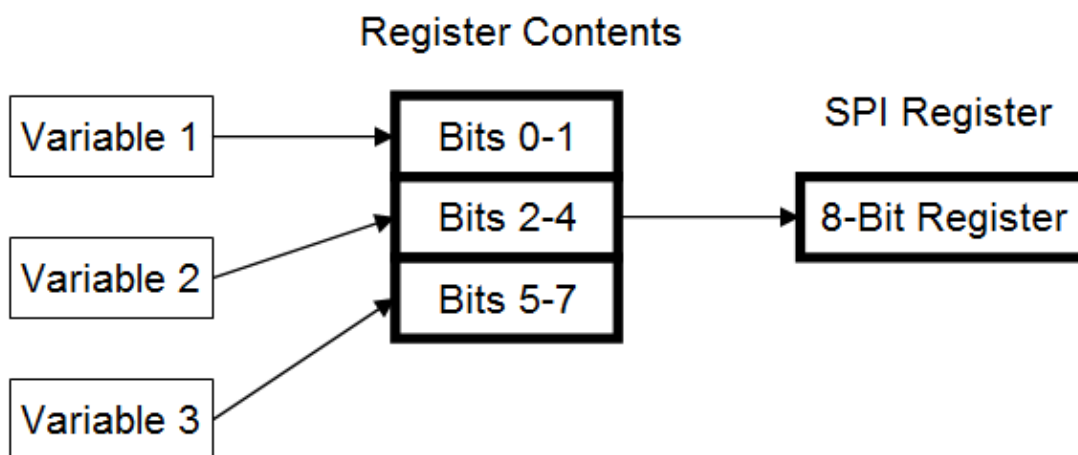 Register Contents
SPI Register
Variable 1
Bits 0-1
Variable 2
Bits 2-4
8-Bit Register
Variable 3
Bits 5-7